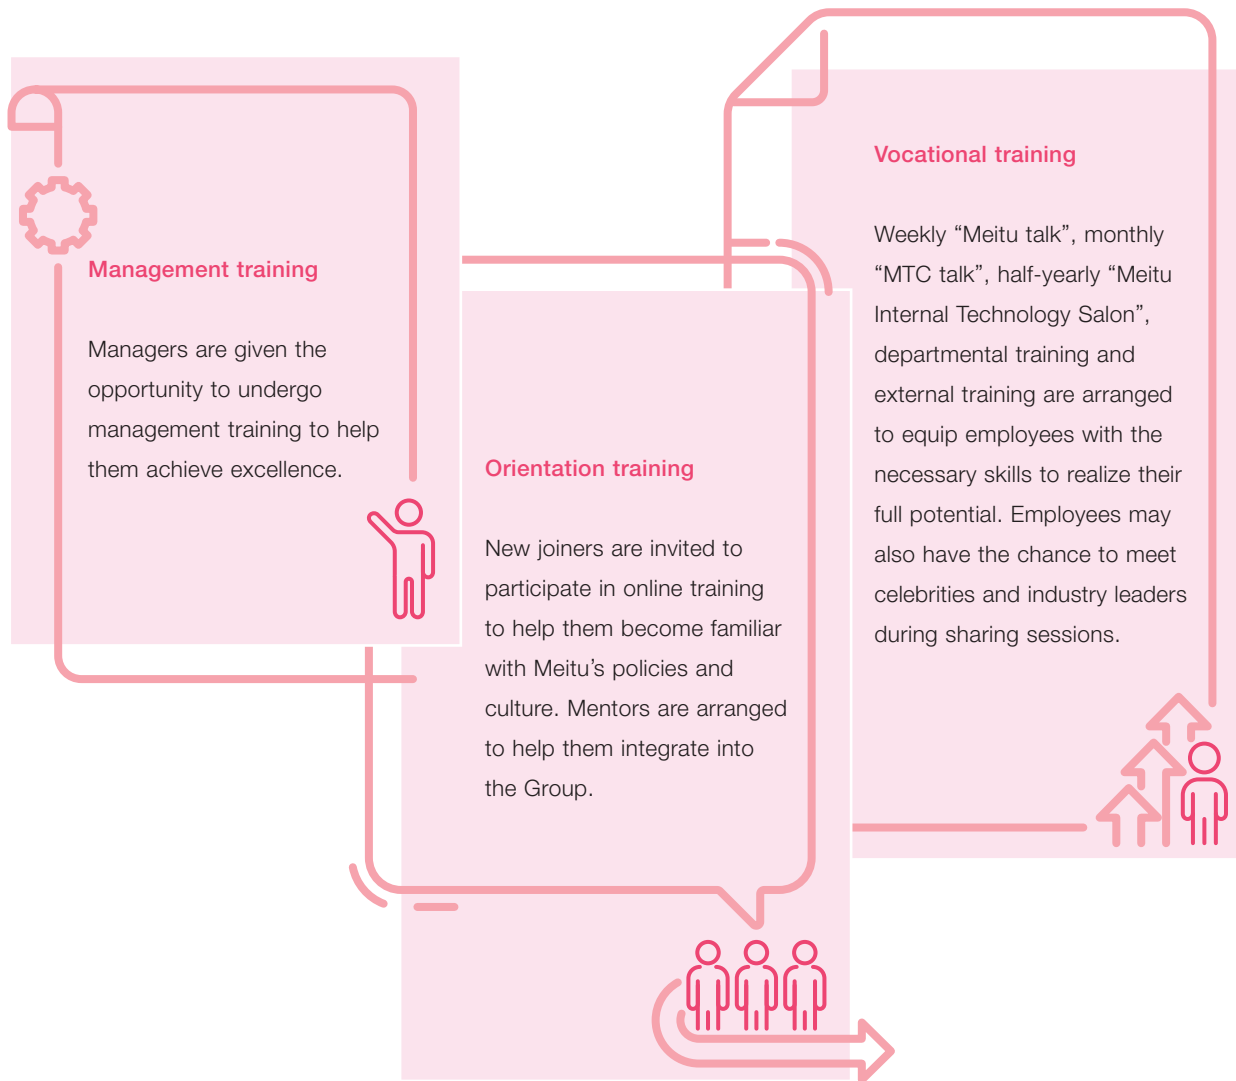 Management training
Managers are given the
opportunity to undergo
management training to help
them achieve excellence.
Orientation training
New joiners are invited to
participate in online training
to help them become familiar
with Meitu’s policies and
culture. Mentors are arranged
to help them integrate into
the Group.
Vocational training
Weekly “Meitu talk”, monthly
“MTC talk”, half-yearly “Meitu
Internal Technology Salon”,
departmental training and
external training are arranged
to equip employees with the
necessary skills to realize their
full potential. Employees may
also have the chance to meet
celebrities and industry leaders
during sharing sessions.